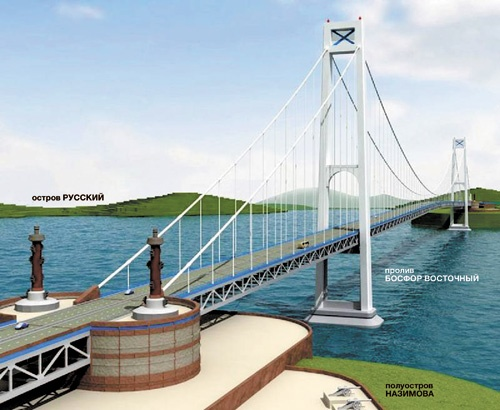 остров РУССКИЙ
пролив
БОСФОР ВОСТОЧНЫЙ
полуостров
НАЗИМОВА